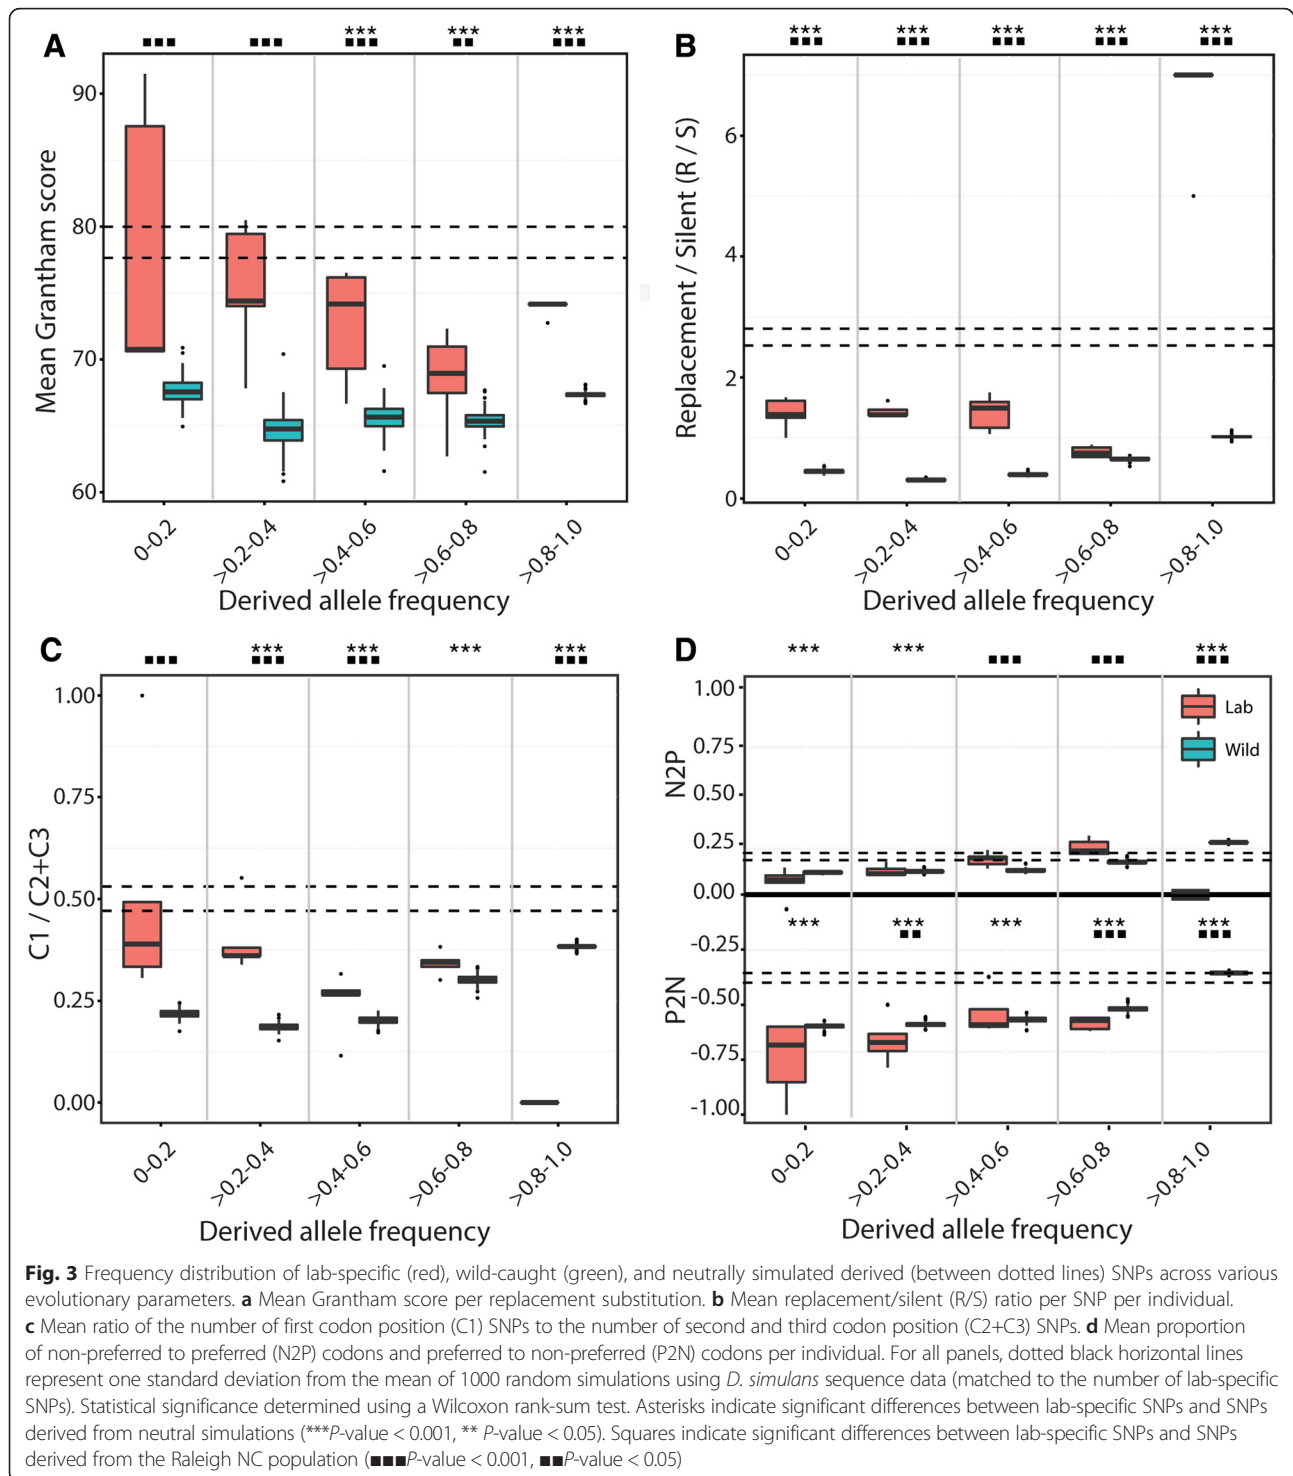 A
■■■ ■■■ *** *** ***
■■■ ■■ ■■■
90
80
70
60
Mean Grantham score
0-0.2
>0.2-0.4
>0.4-0.6
>0.6-0.8
>0.8-1.0
Derived allele frequency
B
*** *** *** *** ***
■■■ ■■■ ■■■ ■■■ ■■■
6
4
2
0
Replacement / Silent (R / S)
0-0.2
>0.2-0.4
>0.4-0.6
>0.6-0.8
>0.8-1.0
Derived allele frequency
C
*** *** *** ***
■■■ ■■■ ■■■ ■■■
1.00
0.75
0.50
0.25
0.00
C1 / C2+C3
0-0.2
>0.2-0.4
>0.4-0.6
>0.6-0.8
>0.8-1.0
Derived allele frequency
D
*** *** ***
■■■ ■■■ ■■■
1.00
0.75
0.50
0.25
0.00
N2P
Lab
Wild
*** *** *** *** ***
■■ ■■■ ■■■
-0.25
-0.50
-0.75
-1.00
P2N
0-0.2
>0.2-0.4
>0.4-0.6
>0.6-0.8
>0.8-1.0
Derived allele frequency
Fig. 3 Frequency distribution of lab-specific (red), wild-caught (green), and neutrally simulated derived (between dotted lines) SNPs across various
evolutionary parameters. a Mean Grantham score per replacement substitution. b Mean replacement/silent (R/S) ratio per SNP per individual.
c Mean ratio of the number of first codon position (C1) SNPs to the number of second and third codon position (C2+C3) SNPs. d Mean proportion
of non-preferred to preferred (N2P) codons and preferred to non-preferred (P2N) codons per individual. For all panels, dotted black horizontal lines
represent one standard deviation from the mean of 1000 random simulations using D. simulans sequence data (matched to the number of lab-specific
SNPs). Statistical significance determined using a Wilcoxon rank-sum test. Asterisks indicate significant differences between lab-specific SNPs and SNPs
derived from neutral simulations (***P-value < 0.001, ** P-value < 0.05). Squares indicate significant differences between lab-specific SNPs and SNPs
derived from the Raleigh NC population (■■■P-value < 0.001, ■■P-value < 0.05)